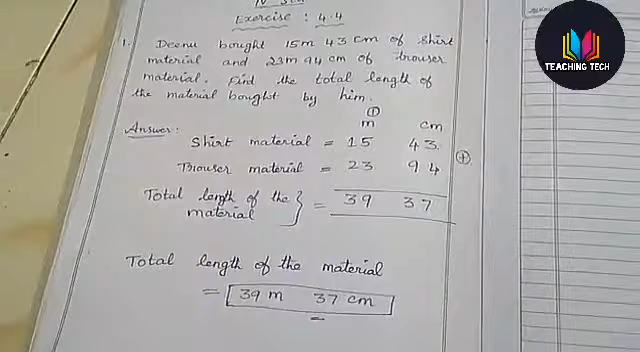 Exercise : 4.4
1. Deenu bought 15m 43 cm of shirt
material and 23m 94 cm of trouser
material. Find the total length of
the material bought by him.
Answer:
①
m cm
Shirt material = 15 43
Trouser material = 23 94 ⊕
Total length of the
material } = 39 37
Total length of the material
= 39 m 37 cm
TEACHING TECH